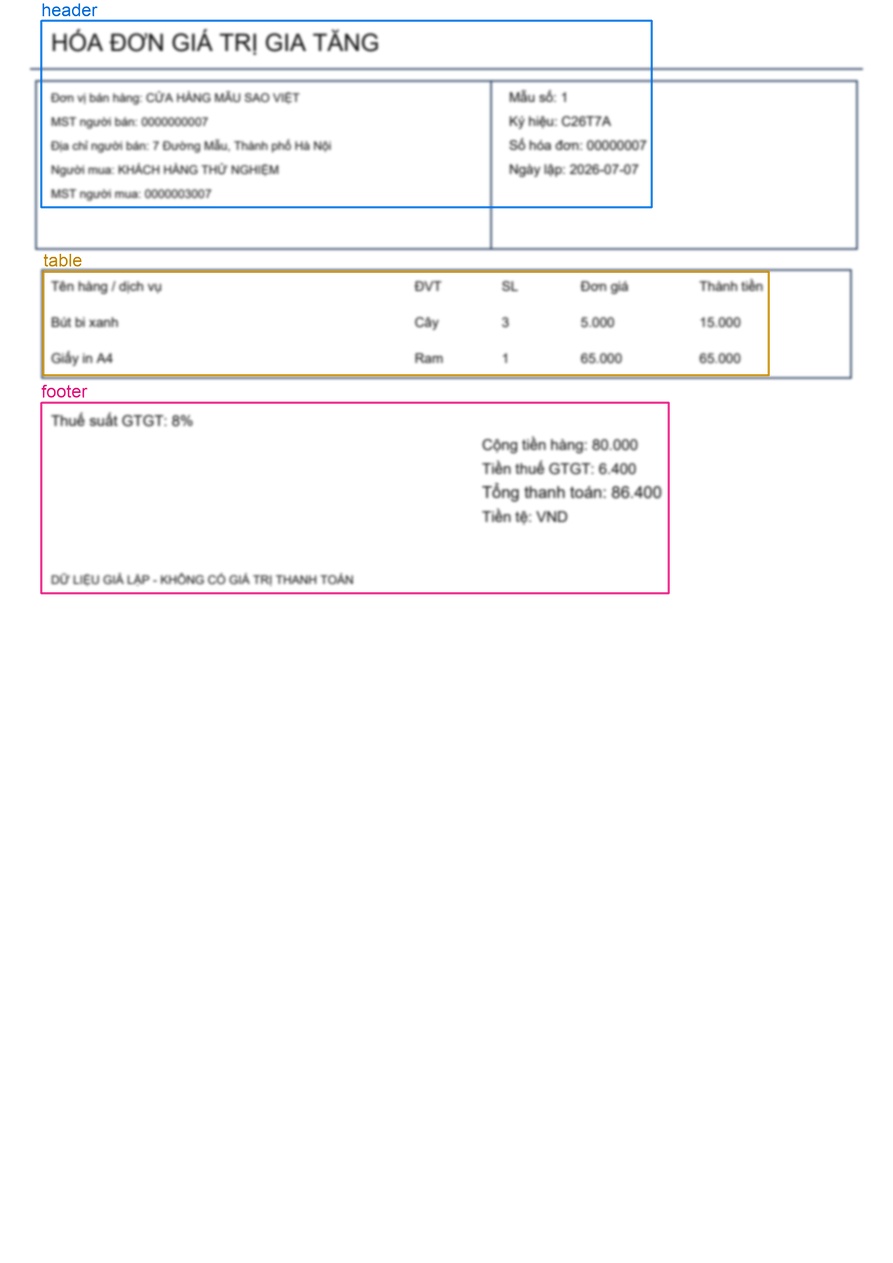 header
HÓA ĐƠN GIÁ TRỊ GIA TĂNG
Đơn vị bán hàng: CỬA HÀNG MẪU SAO VIỆT
MST người bán: 0000000007
Địa chỉ người bán: 7 Đường Mẫu, Thành phố Hà Nội
Người mua: KHÁCH HÀNG THỬ NGHIỆM
MST người mua: 0000003007
Mẫu số: 1
Ký hiệu: C26T7A
Số hóa đơn: 00000007
Ngày lập: 2026-07-07
table
Tên hàng / dịch vụ ĐVT SL Đơn giá Thành tiền
Bút bi xanh Cây 3 5.000 15.000
Giấy in A4 Ram 1 65.000 65.000
footer
Thuế suất GTGT: 8%
Cộng tiền hàng: 80.000
Tiền thuế GTGT: 6.400
Tổng thanh toán: 86.400
Tiền tệ: VND
DỮ LIỆU GIẢ LẬP - KHÔNG CÓ GIÁ TRỊ THANH TOÁN